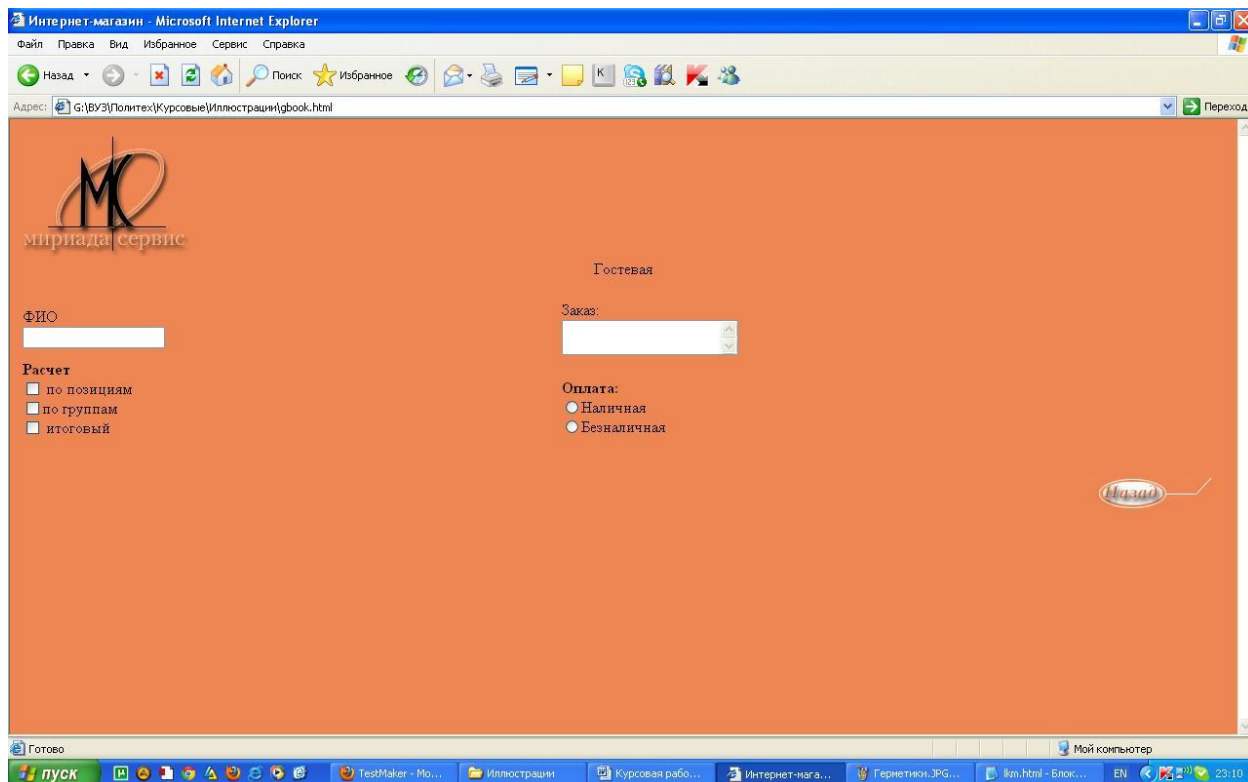 Интернет-магазин - Microsoft Internet Explorer
Файл Правка Вид Избранное Сервис Справка
Назад Поиск Избранное
Адрес: G:\ВУЗ\Политех\Курсовые\Иллюстрации\gbook.html Переход
МС
мириада сервис
Гостевая
ФИО
Заказ:
Расчет
по позициям
по группам
итоговый
Оплата:
Наличная
Безналичная
Назад
Готово Мой компьютер
пуск TestMaker - Mo... Иллюстрации Курсовая рабо... Интернет-мага... Герметики.JPG... lkm.html - Блок... EN 23:10